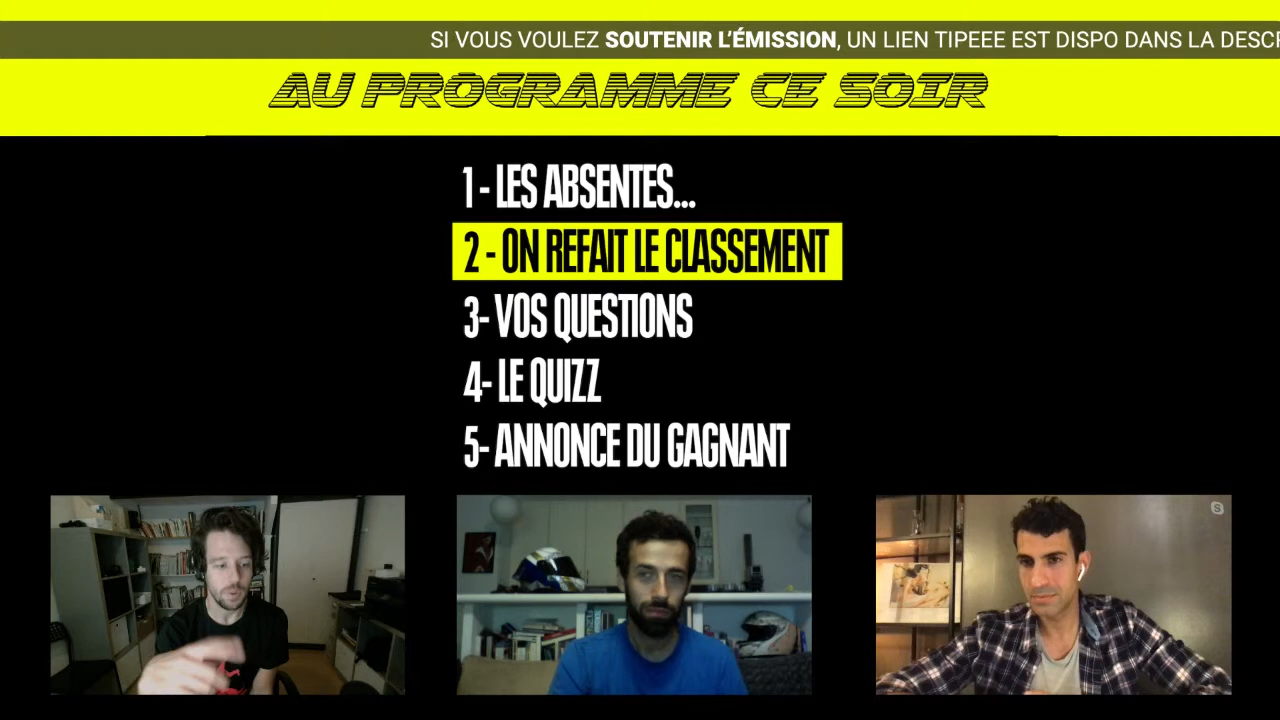 SI VOUS VOULEZ SOUTENIR L'ÉMISSION, UN LIEN TIPEEE EST DISPO DANS LA DESCR
AU PROGRAMME CE SOIR
1 - LES ABSENTES...
2 - ON REFAIT LE CLASSEMENT
3- VOS QUESTIONS
4- LE QUIZZ
5- ANNONCE DU GAGNANT